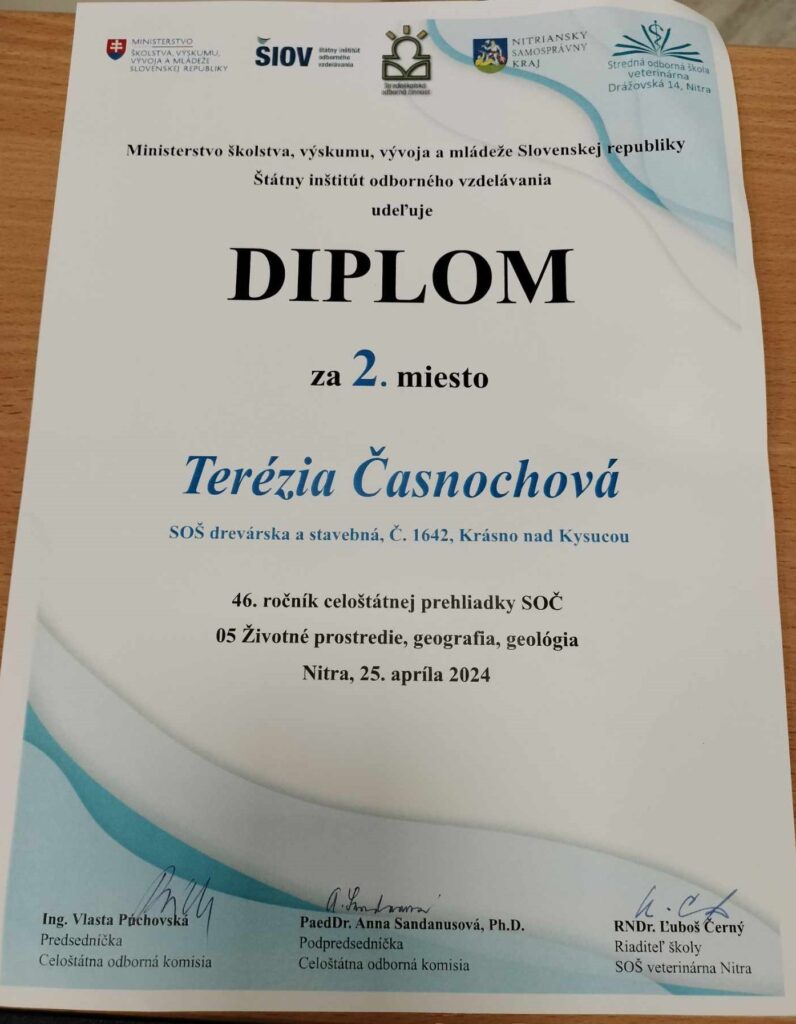 MINISTERSTVO
ŠKOLSTVA, VÝSKUMU,
VÝVOJA A MLÁDEŽE
SLOVENSKEJ REPUBLIKY
ŠIOV
štátny inštitút
odborného
vzdelávania
Stredoškolská
odborná činnosť
NITRIANSKY
SAMOSPRÁVNY
KRAJ
Stredná odborná škola
veterinárna
Drážovská 14, Nitra
Ministerstvo školstva, výskumu, vývoja a mládeže Slovenskej republiky
Štátny inštitút odborného vzdelávania
udeľuje
DIPLOM
za 2. miesto
Terézia Časnochová
SOŠ drevárska a stavebná, Č. 1642, Krásno nad Kysucou
46. ročník celoštátnej prehliadky SOČ
05 Životné prostredie, geografia, geológia
Nitra, 25. apríla 2024
Ing. Vlasta Púchovská
Predsedníčka
Celoštátna odborná komisia
PaedDr. Anna Sandanusová, Ph.D.
Podpredsedníčka
Celoštátna odborná komisia
RNDr. Ľuboš Černý
Riaditeľ školy
SOŠ veterinárna Nitra